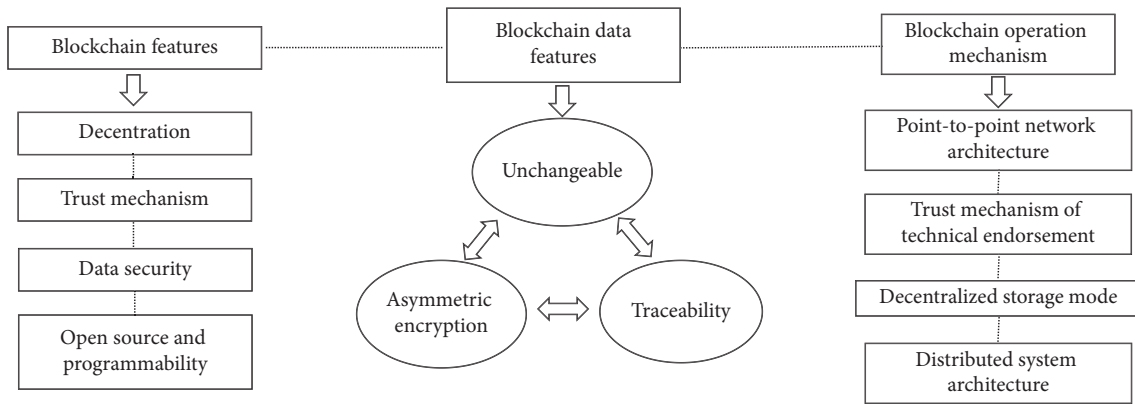 Blockchain features
Decentration
Trust mechanism
Data security
Open source and
programmability
Blockchain data
features
Unchangeable
Asymmetric
encryption
Traceability
Blockchain operation
mechanism
Point-to-point network
architecture
Trust mechanism of
technical endorsement
Decentralized storage mode
Distributed system
architecture